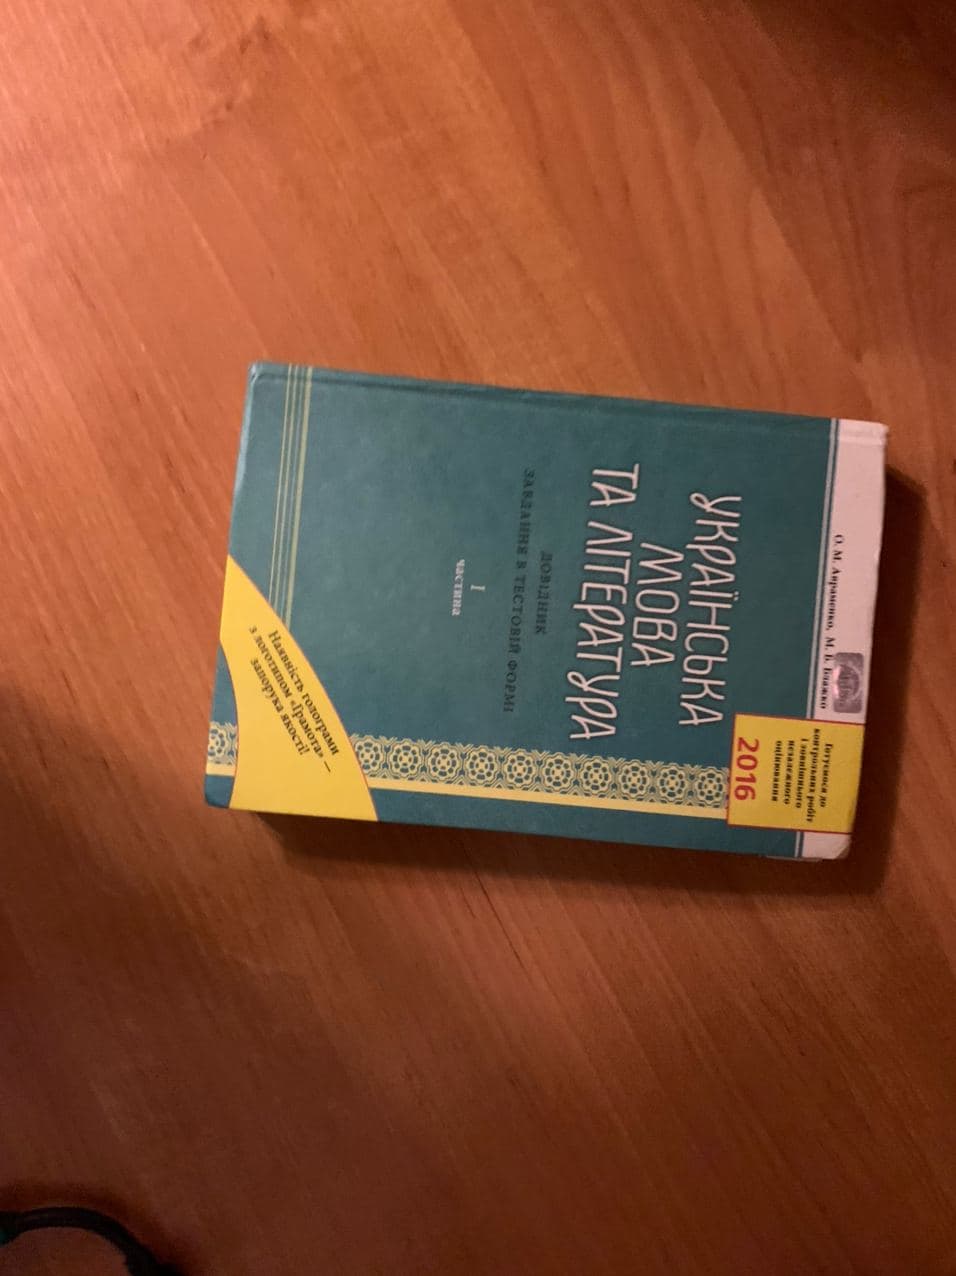 О. М. Авраменко, М. Б. Блажко
Готуємося до
контрольних робіт
і зовнішнього
незалежного
оцінювання
2016
УКРАЇНСЬКА
МОВА
ТА ЛІТЕРАТУРА
ДОВІДНИК
ЗАВДАННЯ В ТЕСТОВІЙ ФОРМІ
I
частина
Наявність голограми
з логотипом «Грамота» –
запорука якості!